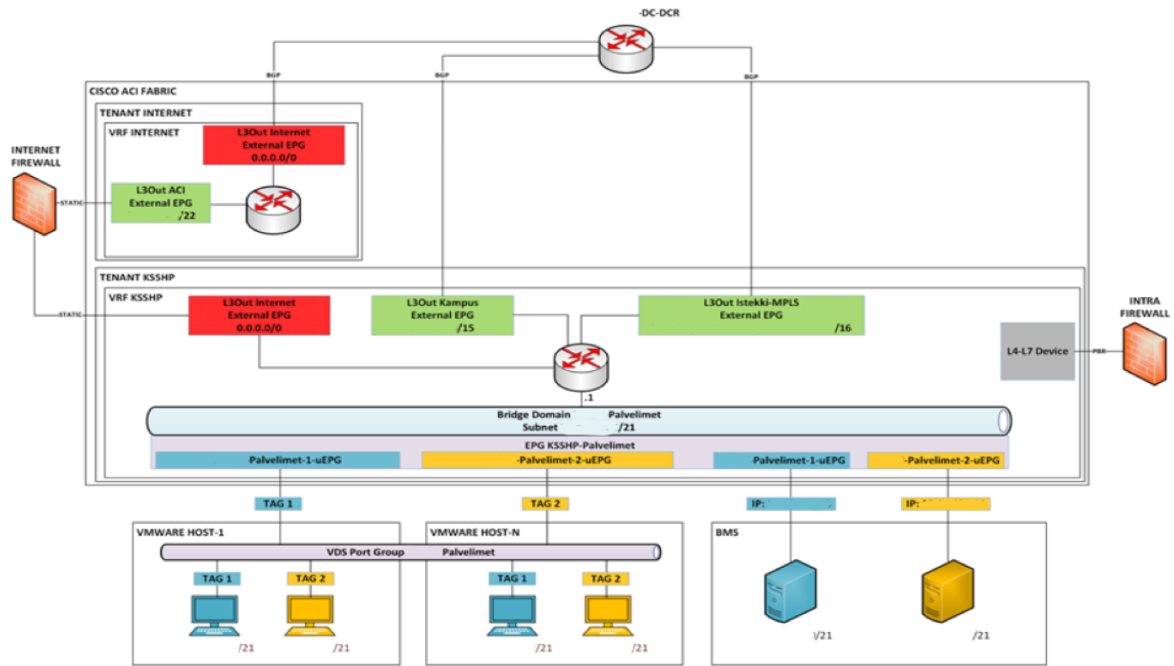 -DC-DCR
BGP
BGP
BGP
CISCO ACI FABRIC
TENANT INTERNET
VRF INTERNET
L3Out Internet
External EPG
0.0.0.0/0
INTERNET
FIREWALL
STATIC
L3Out ACI
External EPG
/22
TENANT KSSHP
VRF KSSHP
STATIC
L3Out Internet
External EPG
0.0.0.0/0
L3Out Kampus
External EPG
/15
L3Out Istekki-MPLS
External EPG
/16
INTRA
FIREWALL
L4-L7 Device
PBR
.1
Bridge Domain Palvelimet
Subnet /21
EPG KSSHP-Palvelimet
-Palvelimet-1-uEPG
-Palvelimet-2-uEPG
-Palvelimet-1-uEPG
-Palvelimet-2-uEPG
TAG 1
TAG 2
IP:
IP:
VMWARE HOST-1
VMWARE HOST-N
BMS
VDS Port Group Palvelimet
TAG 1
TAG 2
TAG 1
TAG 2
/21
/21
/21
/21
/21
/21